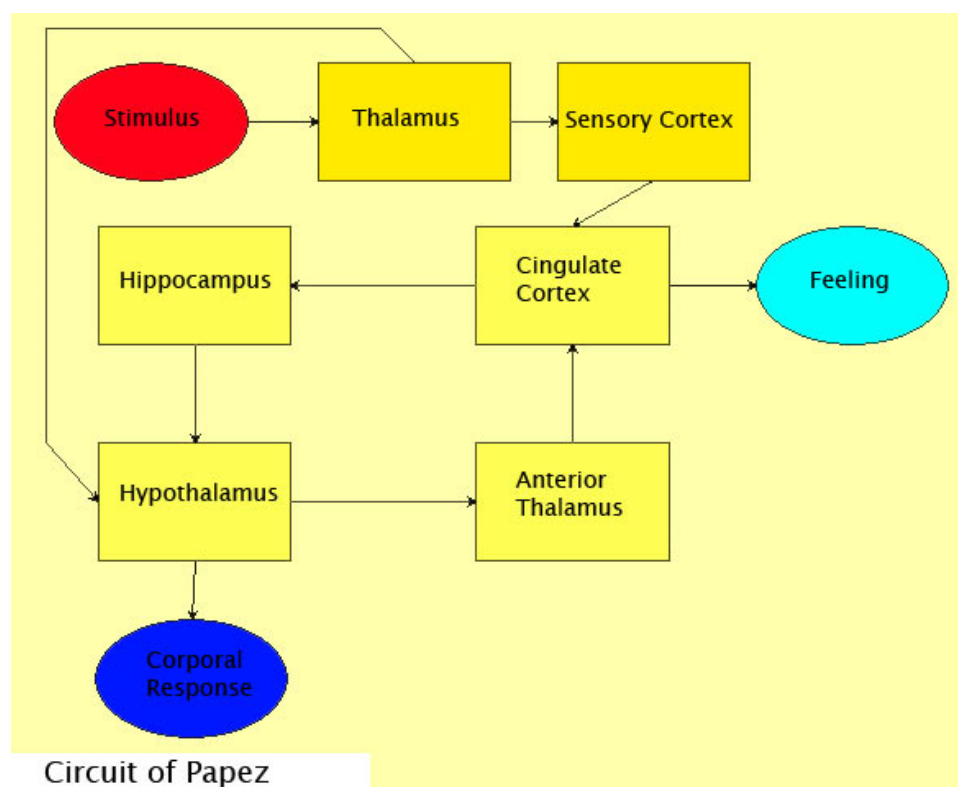 Stimulus
Thalamus
Sensory Cortex
Hippocampus
Cingulate
Cortex
Feeling
Hypothalamus
Anterior
Thalamus
Corporal
Response
Circuit of Papez